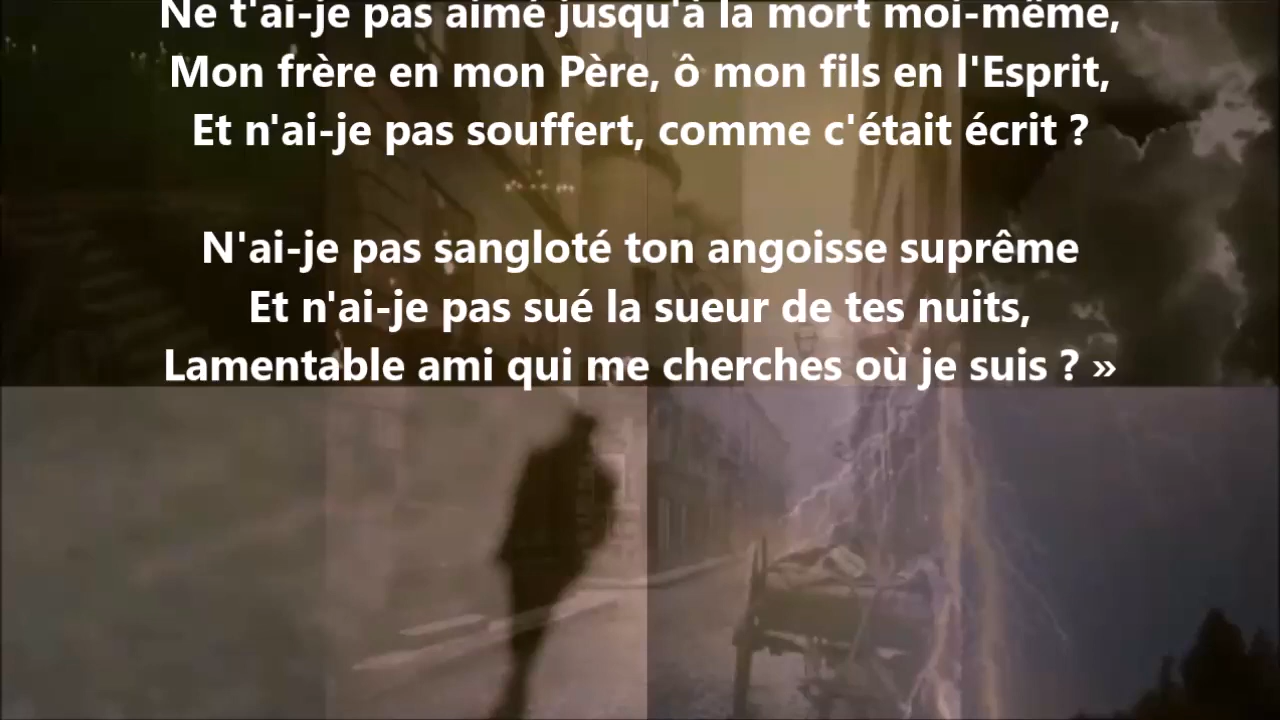 Ne t'ai-je pas aimé jusqu'à la mort moi-même,
Mon frère en mon Père, ô mon fils en l'Esprit,
Et n'ai-je pas souffert, comme c'était écrit ?
N'ai-je pas sangloté ton angoisse suprême
Et n'ai-je pas sué la sueur de tes nuits,
Lamentable ami qui me cherches où je suis ? »